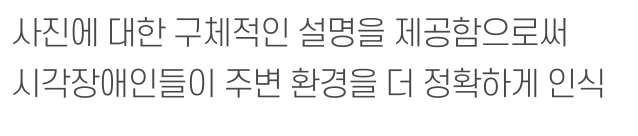 사진에 대한 구체적인 설명을 제공함으로써
시각장애인들이 주변 환경을 더 정확하게 인식